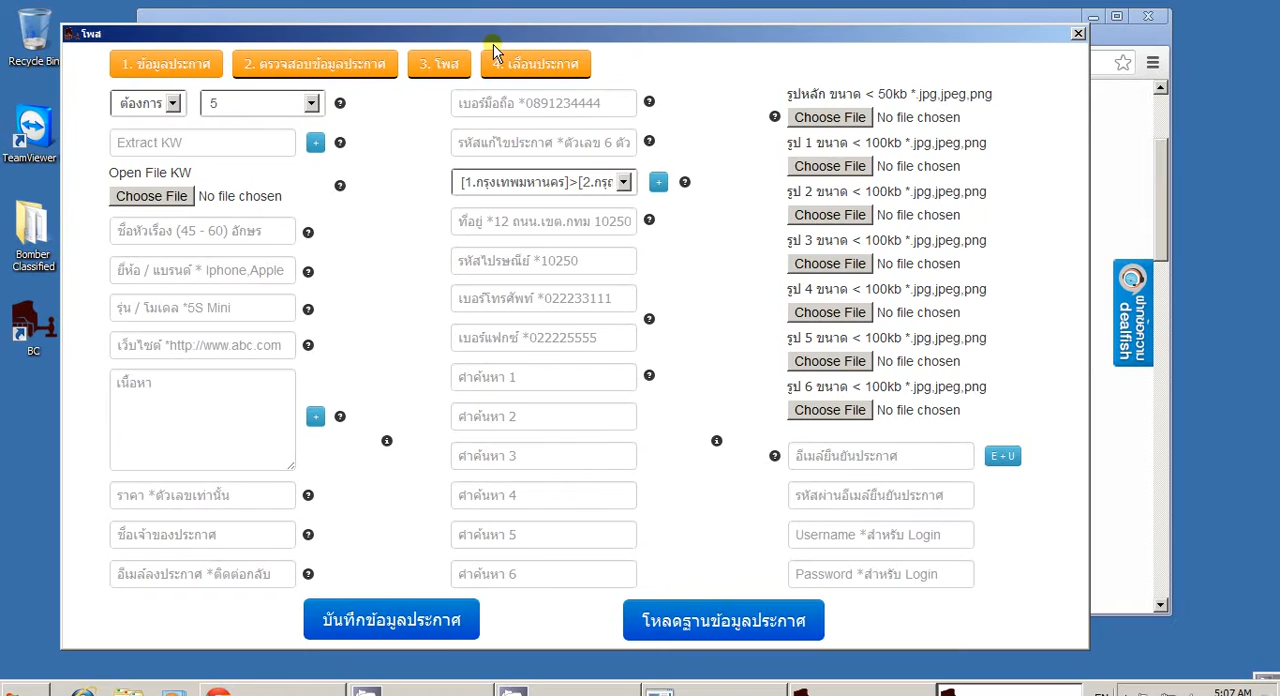 Recycle Bin
TeamViewer
Bomber
Classified
BC
โพส
1. ข้อมูลประกาศ
2. ตรวจสอบข้อมูลประกาศ
3. โพส
4. เลื่อนประกาศ
ต้องการ
5
Extract KW
+
Open File KW
Choose File No file chosen
ชื่อหัวเรื่อง (45 - 60) อักษร
ยี่ห้อ / แบรนด์ * Iphone,Apple
รุ่น / โมเดล *5S Mini
เว็บไซต์ *http://www.abc.com
เนื้อหา
+
ราคา *ตัวเลขเท่านั้น
ชื่อเจ้าของประกาศ
อีเมล์ลงประกาศ *ติดต่อกลับ
เบอร์มือถือ *0891234444
รหัสแก้ไขประกาศ *ตัวเลข 6 ตัว
[1.กรุงเทพมหานคร]>[2.กรุง
+
ที่อยู่ *12 ถนน.เขต.กทม 10250
รหัสไปรษณีย์ *10250
เบอร์โทรศัพท์ *022233111
เบอร์แฟกซ์ *022225555
คำค้นหา 1
คำค้นหา 2
คำค้นหา 3
คำค้นหา 4
คำค้นหา 5
คำค้นหา 6
รูปหลัก ขนาด < 50kb *.jpg,jpeg,png
Choose File No file chosen
รูป 1 ขนาด < 100kb *.jpg,jpeg,png
Choose File No file chosen
รูป 2 ขนาด < 100kb *.jpg,jpeg,png
Choose File No file chosen
รูป 3 ขนาด < 100kb *.jpg,jpeg,png
Choose File No file chosen
รูป 4 ขนาด < 100kb *.jpg,jpeg,png
Choose File No file chosen
รูป 5 ขนาด < 100kb *.jpg,jpeg,png
Choose File No file chosen
รูป 6 ขนาด < 100kb *.jpg,jpeg,png
Choose File No file chosen
อีเมล์ยืนยันประกาศ
E + U
รหัสผ่านอีเมล์ยืนยันประกาศ
Username *สำหรับ Login
Password *สำหรับ Login
บันทึกข้อมูลประกาศ
โหลดฐานข้อมูลประกาศ
ฝากข้อความ
dealfish
EN
5:07 AM